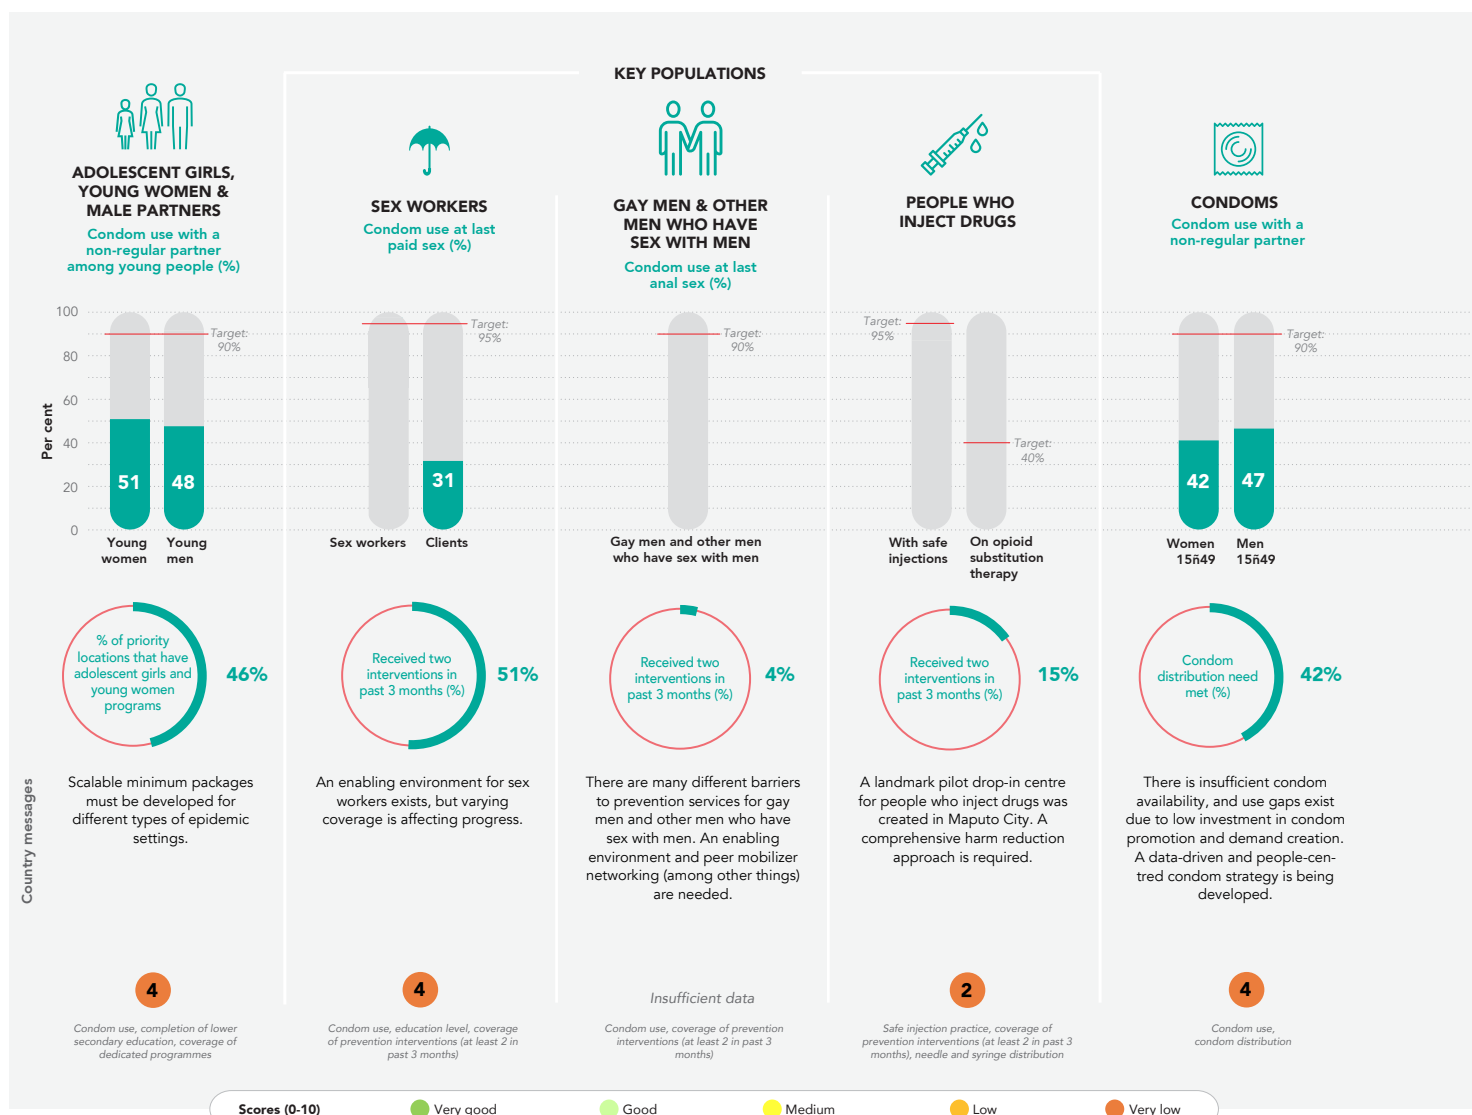 KEY POPULATIONS
ADOLESCENT GIRLS,
YOUNG WOMEN &
MALE PARTNERS
Condom use with a
non-regular partner
among young people (%)
SEX WORKERS
Condom use at last
paid sex (%)
GAY MEN & OTHER
MEN WHO HAVE
SEX WITH MEN
Condom use at last
anal sex (%)
PEOPLE WHO
INJECT DRUGS
CONDOMS
Condom use with a
non-regular partner
Per cent
100
80
60
40
20
0
Target:
90%
51
48
Young
women
Young
men
Target:
95%
31
Sex workers
Clients
Target:
90%
Gay men and other men
who have sex with men
Target:
95%
Target:
40%
With safe
injections
On opioid
substitution
therapy
Target:
90%
42
47
Women
15ñ49
Men
15ñ49
% of priority
locations that have
adolescent girls and
young women
programs
46%
Received two
interventions in
past 3 months (%)
51%
Received two
interventions in
past 3 months (%)
4%
Received two
interventions in
past 3 months (%)
15%
Condom
distribution need
met (%)
42%
Country messages
Scalable minimum packages
must be developed for
different types of epidemic
settings.
An enabling environment for sex
workers exists, but varying
coverage is affecting progress.
There are many different barriers
to prevention services for gay
men and other men who have
sex with men. An enabling
environment and peer mobilizer
networking (among other things)
are needed.
A landmark pilot drop-in centre
for people who inject drugs was
created in Maputo City. A
comprehensive harm reduction
approach is required.
There is insufficient condom
availability, and use gaps exist
due to low investment in condom
promotion and demand creation.
A data-driven and people-cen-
tred condom strategy is being
developed.
4
Condom use, completion of lower
secondary education, coverage of
dedicated programmes
4
Condom use, education level, coverage
of prevention interventions (at least 2 in
past 3 months)
Insufficient data
Condom use, coverage of prevention
interventions (at least 2 in past 3
months)
2
Safe injection practice, coverage of
prevention interventions (at least 2 in past 3
months), needle and syringe distribution
4
Condom use,
condom distribution
Scores (0-10)
Very good
Good
Medium
Low
Very low